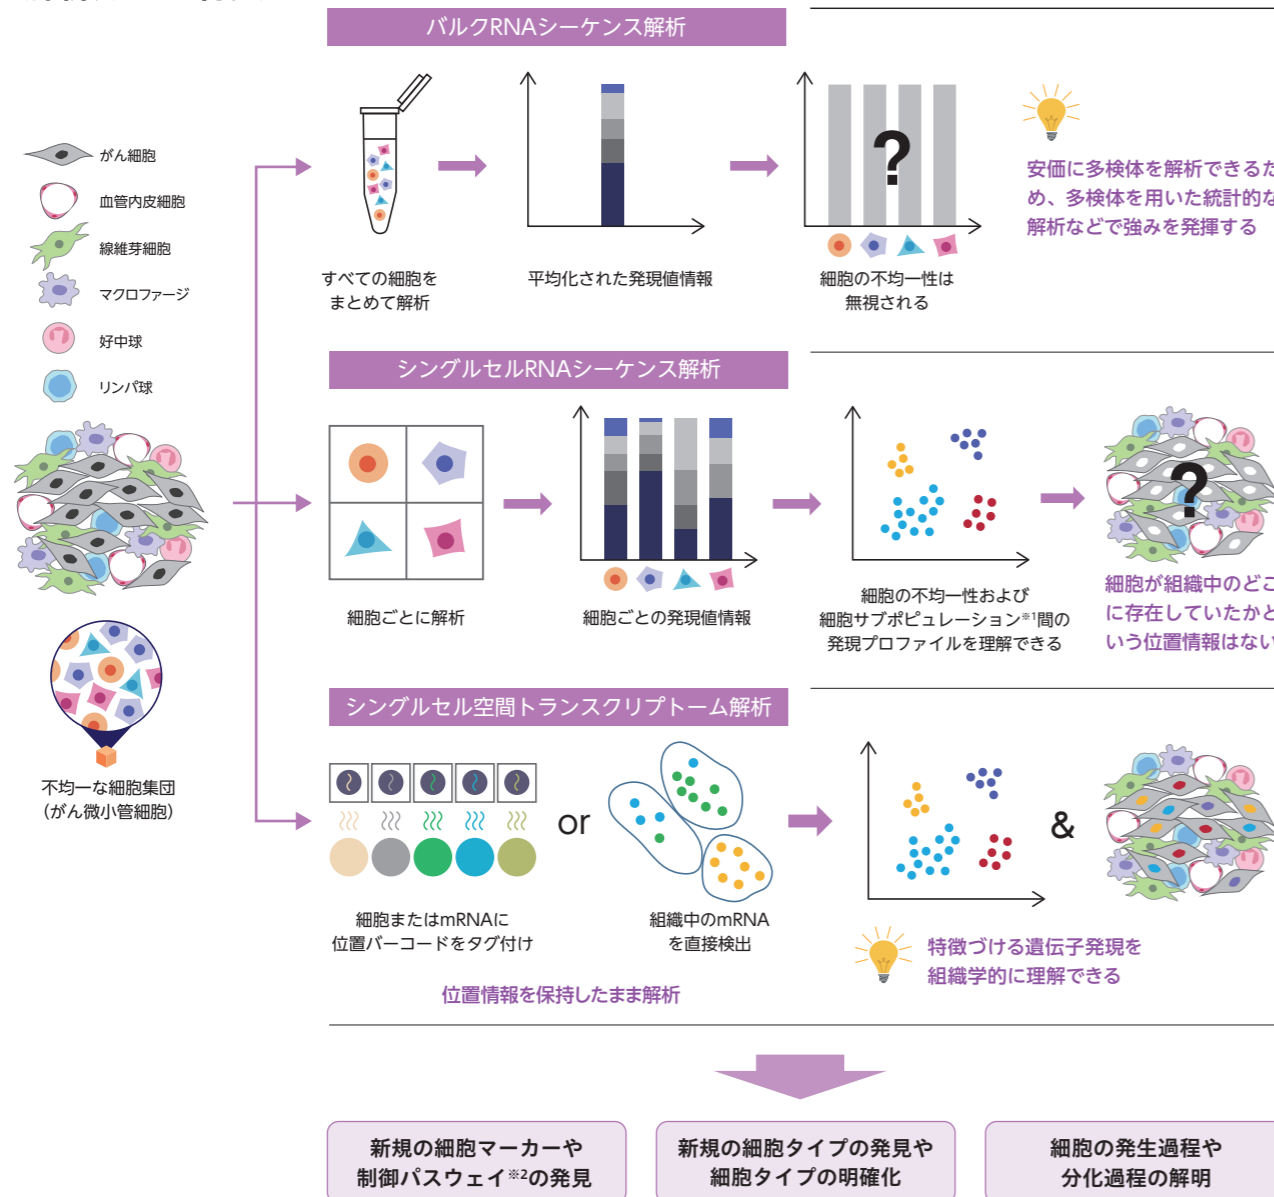 バルクRNAシーケンス解析
がん細胞
血管内皮細胞
線維芽細胞
マクロファージ
好中球
リンパ球
不均一な細胞集団
（がん微小管細胞）
すべての細胞を
まとめて解析
平均化された発現値情報
?
細胞の不均一性は
無視される
安価に多検体を解析できるた
め、多検体を用いた統計的な
解析などで強みを発揮する
シングルセルRNAシーケンス解析
細胞ごとに解析
細胞ごとの発現値情報
細胞の不均一性および
細胞サブポピュレーション※1間の
発現プロファイルを理解できる
?
細胞が組織中のどこ
に存在していたかと
いう位置情報はない
シングルセル空間トランスクリプトーム解析
or
&
細胞またはmRNAに
位置バーコードをタグ付け
組織中のmRNA
を直接検出
位置情報を保持したまま解析
特徴づける遺伝子発現を
組織学的に理解できる
新規の細胞マーカーや
制御パスウェイ※2の発見
新規の細胞タイプの発見や
細胞タイプの明確化
細胞の発生過程や
分化過程の解明